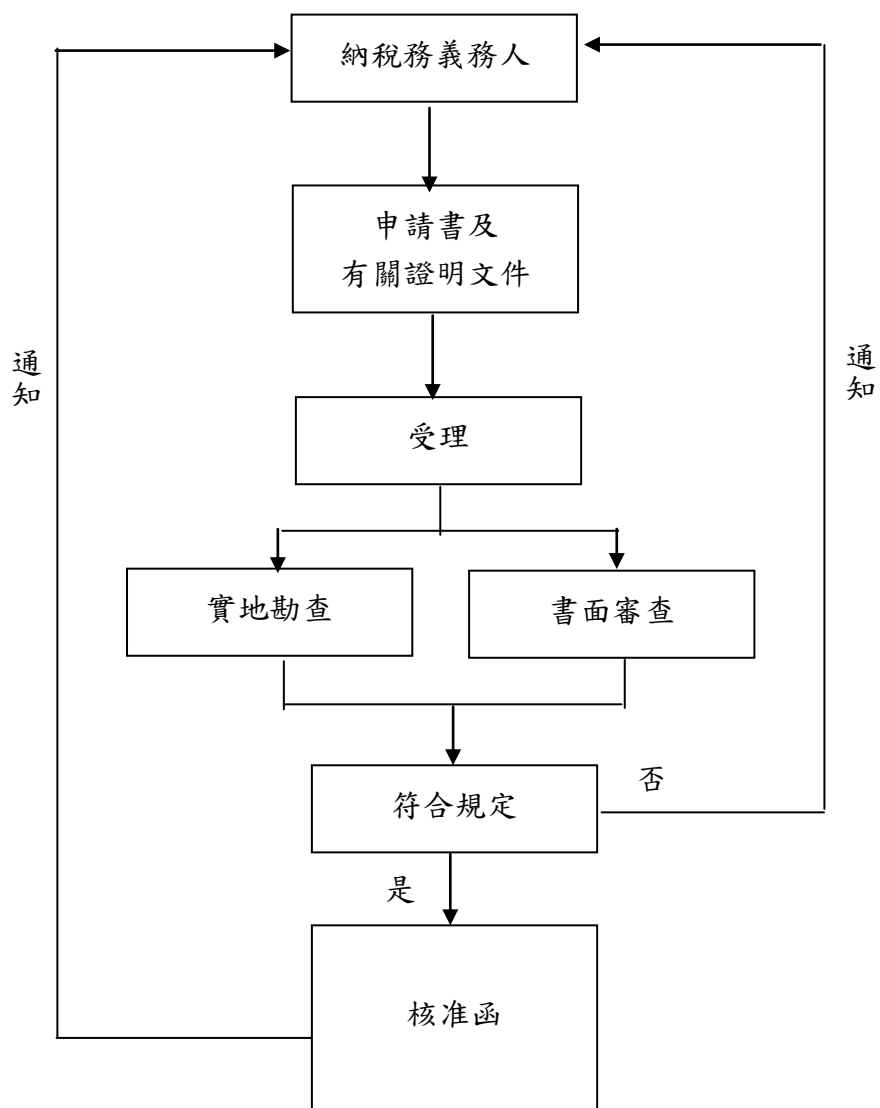 納稅務義務人
申請書及
有關證明文件
通知
通知
受理
實地勘查
書面審查
符合規定
否
是
核准函